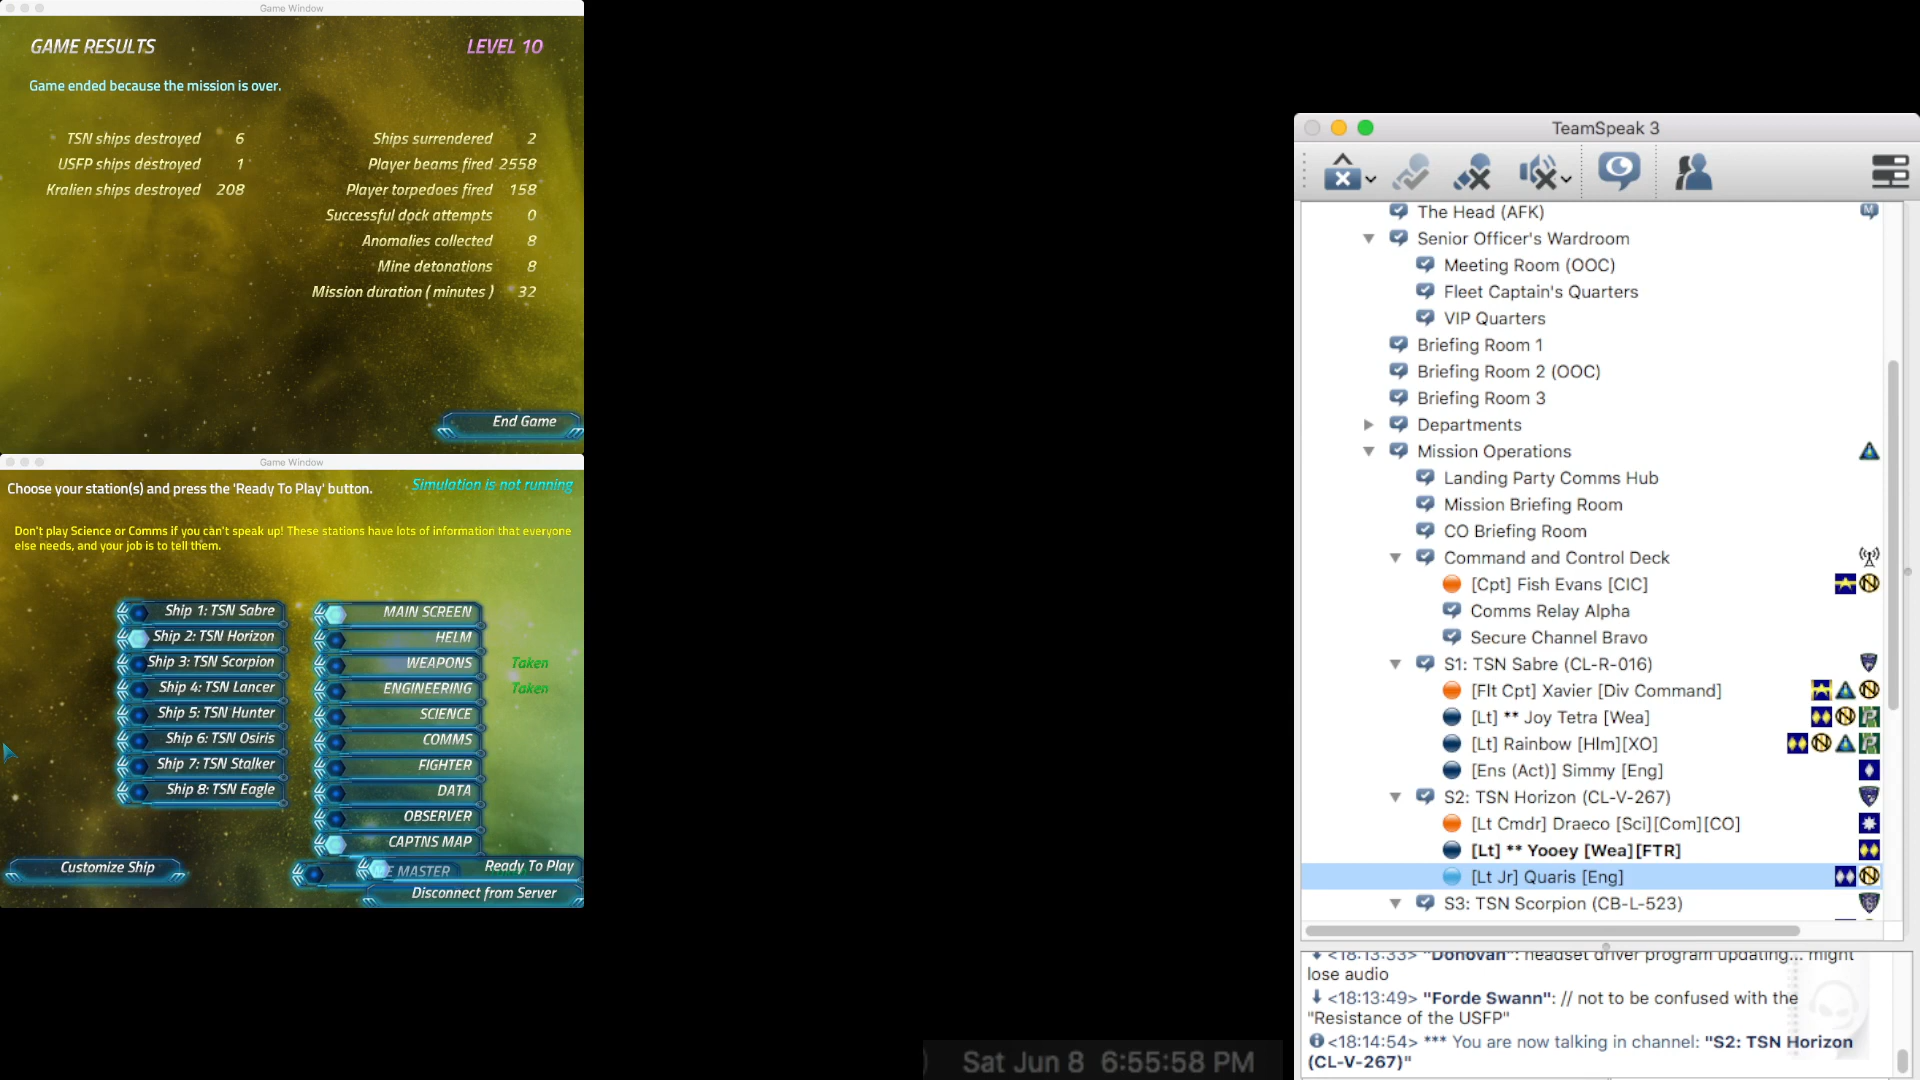 Game Window
GAME RESULTS
LEVEL 10
Game ended because the mission is over.
TSN ships destroyed 6
USFP ships destroyed 1
Kralien ships destroyed 208
Ships surrendered 2
Player beams fired 2558
Player torpedoes fired 158
Successful dock attempts 0
Anomalies collected 8
Mine detonations 8
Mission duration ( minutes ) 32
End Game
Game Window
Choose your station(s) and press the 'Ready To Play' button.
Simulation is not running
Don't play Science or Comms if you can't speak up! These stations have lots of information that everyone
else needs, and your job is to tell them.
Ship 1: TSN Sabre
Ship 2: TSN Horizon
Ship 3: TSN Scorpion
Ship 4: TSN Lancer
Ship 5: TSN Hunter
Ship 6: TSN Osiris
Ship 7: TSN Stalker
Ship 8: TSN Eagle
MAIN SCREEN
HELM
WEAPONS Taken
ENGINEERING Taken
SCIENCE
COMMS
FIGHTER
DATA
OBSERVER
CAPTNS MAP
MASTER
Customize Ship
Ready To Play
Disconnect from Server
TeamSpeak 3
The Head (AFK)
Senior Officer's Wardroom
Meeting Room (OOC)
Fleet Captain's Quarters
VIP Quarters
Briefing Room 1
Briefing Room 2 (OOC)
Briefing Room 3
Departments
Mission Operations
Landing Party Comms Hub
Mission Briefing Room
CO Briefing Room
Command and Control Deck
[Cpt] Fish Evans [CIC]
Comms Relay Alpha
Secure Channel Bravo
S1: TSN Sabre (CL-R-016)
[Flt Cpt] Xavier [Div Command]
[Lt] ** Joy Tetra [Wea]
[Lt] Rainbow [Hlm][XO]
[Ens (Act)] Simmy [Eng]
S2: TSN Horizon (CL-V-267)
[Lt Cmdr] Draeco [Sci][Com][CO]
[Lt] ** Yooey [Wea][FTR]
[Lt Jr] Quaris [Eng]
S3: TSN Scorpion (CB-L-523)
<18:13:33> "Donovan": headset driver program updating... might
lose audio
<18:13:49> "Forde Swann": // not to be confused with the
"Resistance of the USFP"
<18:14:54> *** You are now talking in channel: "S2: TSN Horizon
(CL-V-267)"
Sat Jun 8 6:55:58 PM